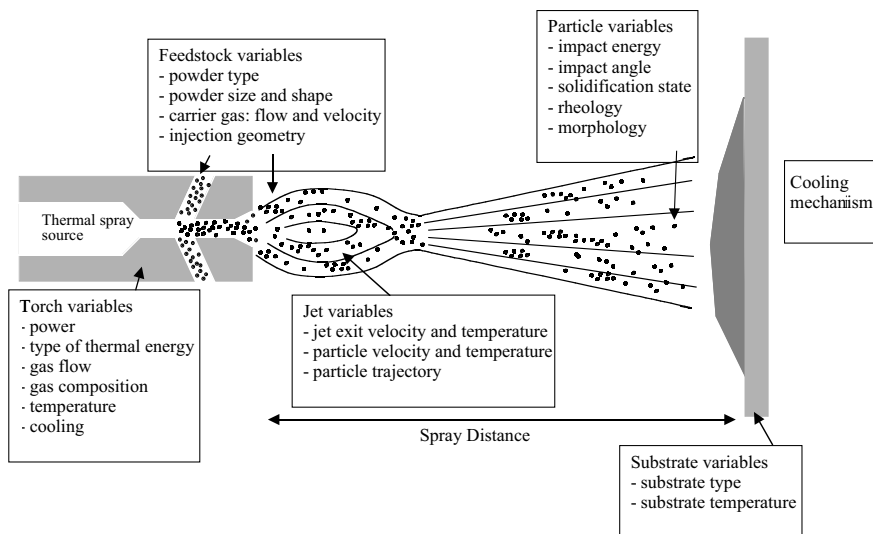 Feedstock variables
- powder type
- powder size and shape
- carrier gas: flow and velocity
- injection geometry
Particle variables
- impact energy
- impact angle
- solidification state
- rheology
- morphology
Thermal spray
source
Cooling
mechanism
Torch variables
- power
- type of thermal energy
- gas flow
- gas composition
- temperature
- cooling
Jet variables
- jet exit velocity and temperature
- particle velocity and temperature
- particle trajectory
Spray Distance
Substrate variables
- substrate type
- substrate temperature